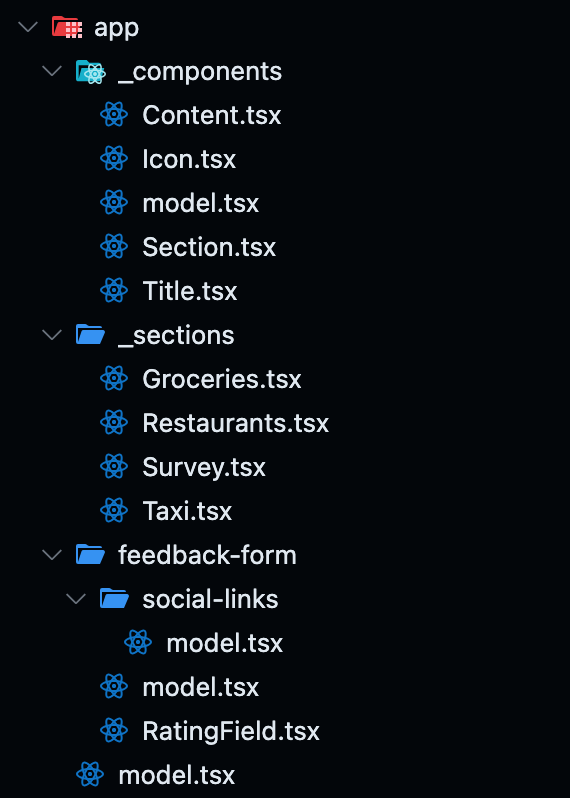 app
_components
Content.tsx
Icon.tsx
model.tsx
Section.tsx
Title.tsx
_sections
Groceries.tsx
Restaurants.tsx
Survey.tsx
Taxi.tsx
feedback-form
social-links
model.tsx
model.tsx
RatingField.tsx
model.tsx